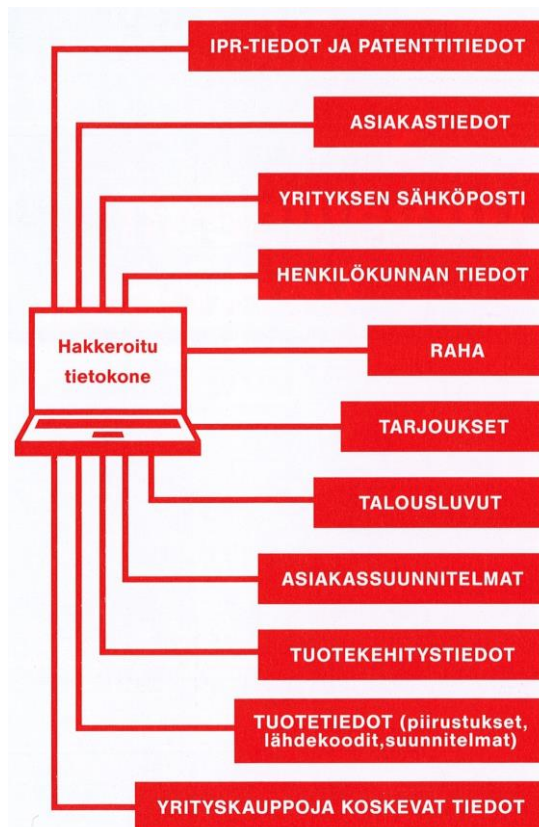 IPR-TIEDOT JA PATENTTITIEDOT
ASIAKASTIEDOT
YRITYKSEN SÄHKÖPOSTI
HENKILÖKUNNAN TIEDOT
Hakkeroitu
tietokone
RAHA
TARJOUKSET
TALOUSLUVUT
ASIAKASSUUNNITELMAT
TUOTEKEHITYSTIEDOT
TUOTETIEDOT (piirustukset,
lähdekoodit,suunnitelmat)
YRITYSKAUPPOJA KOSKEVAT TIEDOT